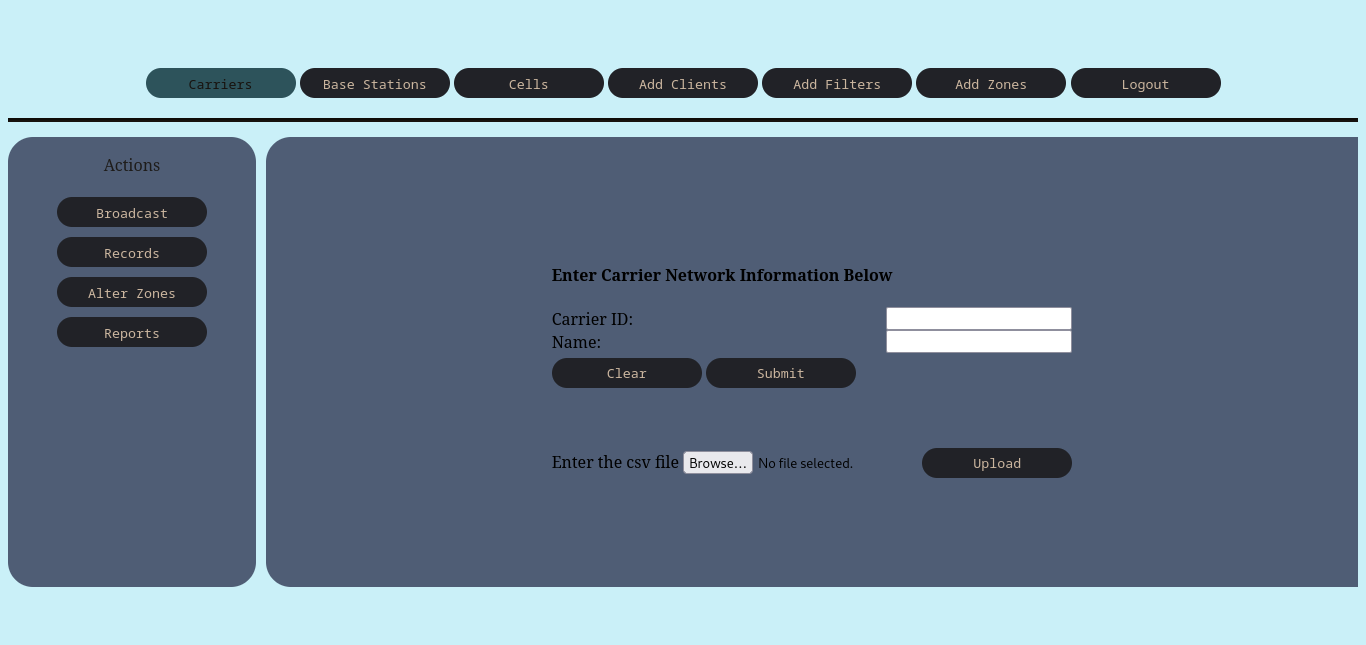 Carriers Base Stations Cells Add Clients Add Filters Add Zones Logout
Actions
Broadcast
Records
Alter Zones
Reports
Enter Carrier Network Information Below
Carrier ID:
Name:
Clear Submit
Enter the csv file Browse... No file selected. Upload